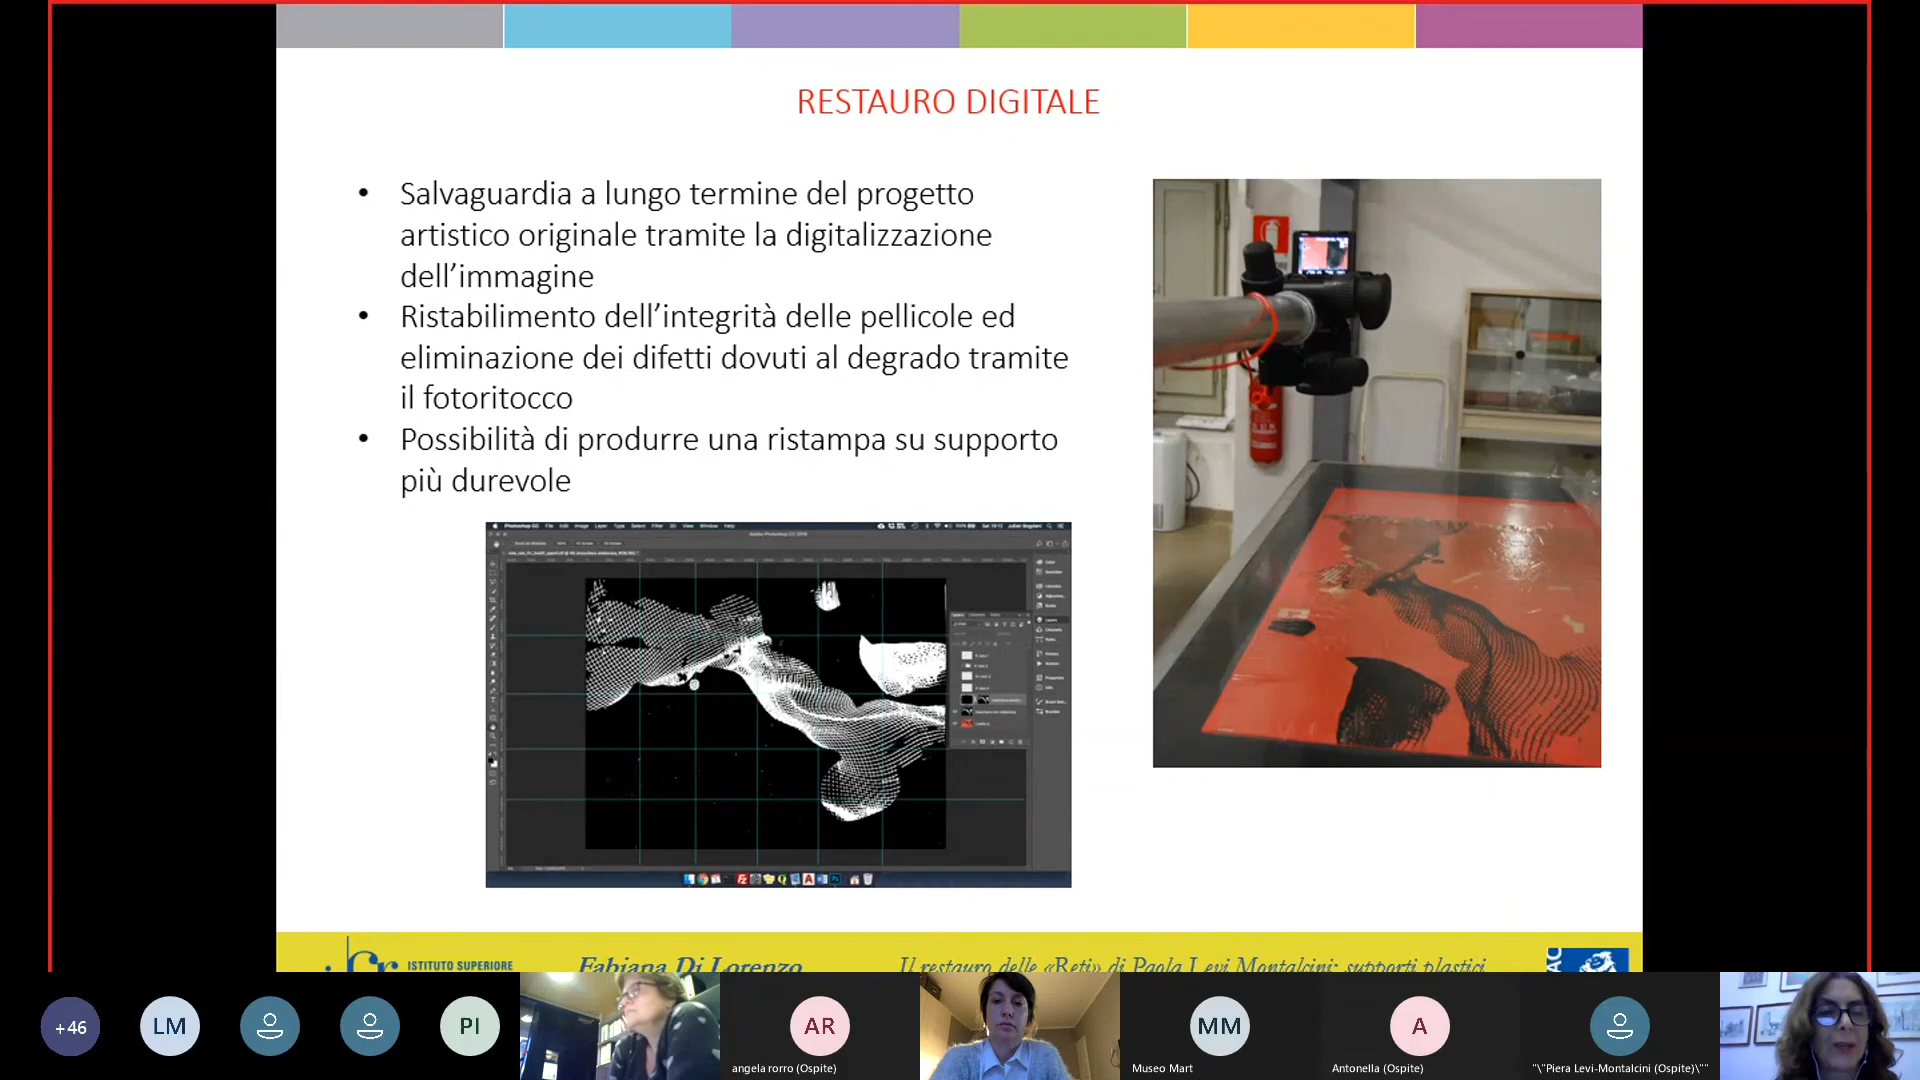 RESTAURO DIGITALE
• Salvaguardia a lungo termine del progetto
artistico originale tramite la digitalizzazione
dell’immagine
• Ristabilimento dell’integrità delle pellicole ed
eliminazione dei difetti dovuti al degrado tramite
il fotoritocco
• Possibilità di produrre una ristampa su supporto
più durevole
ISTITUTO SUPERIORE
Fabiana Di Lorenzo
Il restauro delle «Reti» di Paola Levi Montalcini: supporti plastici
+46
LM
PI
AR
angela rorro (Ospite)
MM
Museo Mart
A
Antonella (Ospite)
"\"Piera Levi-Montalcini (Ospite)\""